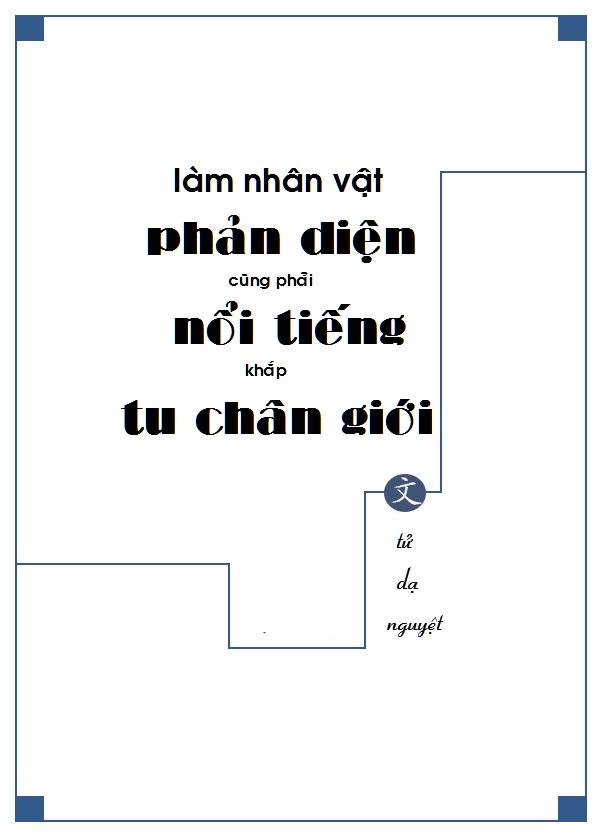 làm nhân vật
phản diện
cũng phải
nổi tiếng
khắp
tu chân giới
文
tử
dạ
nguyệt